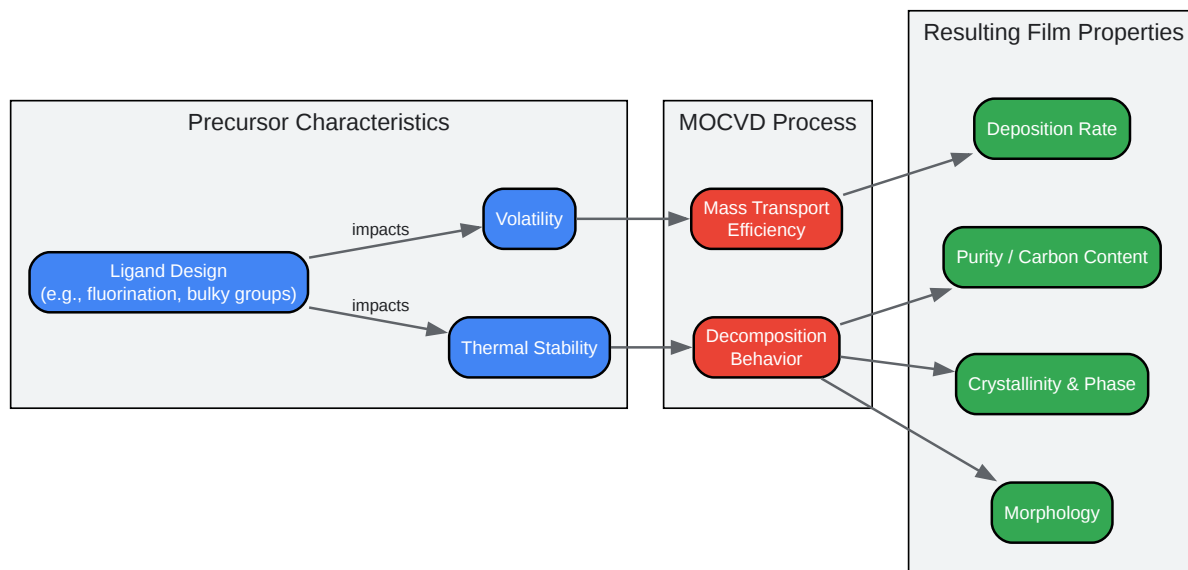 Precursor Characteristics
Ligand Design
(e.g., fluorination, bulky groups)
impacts
impacts
Volatility
Thermal Stability
MOCVD Process
Mass Transport
Efficiency
Decomposition
Behavior
Resulting Film Properties
Deposition Rate
Purity / Carbon Content
Crystallinity & Phase
Morphology